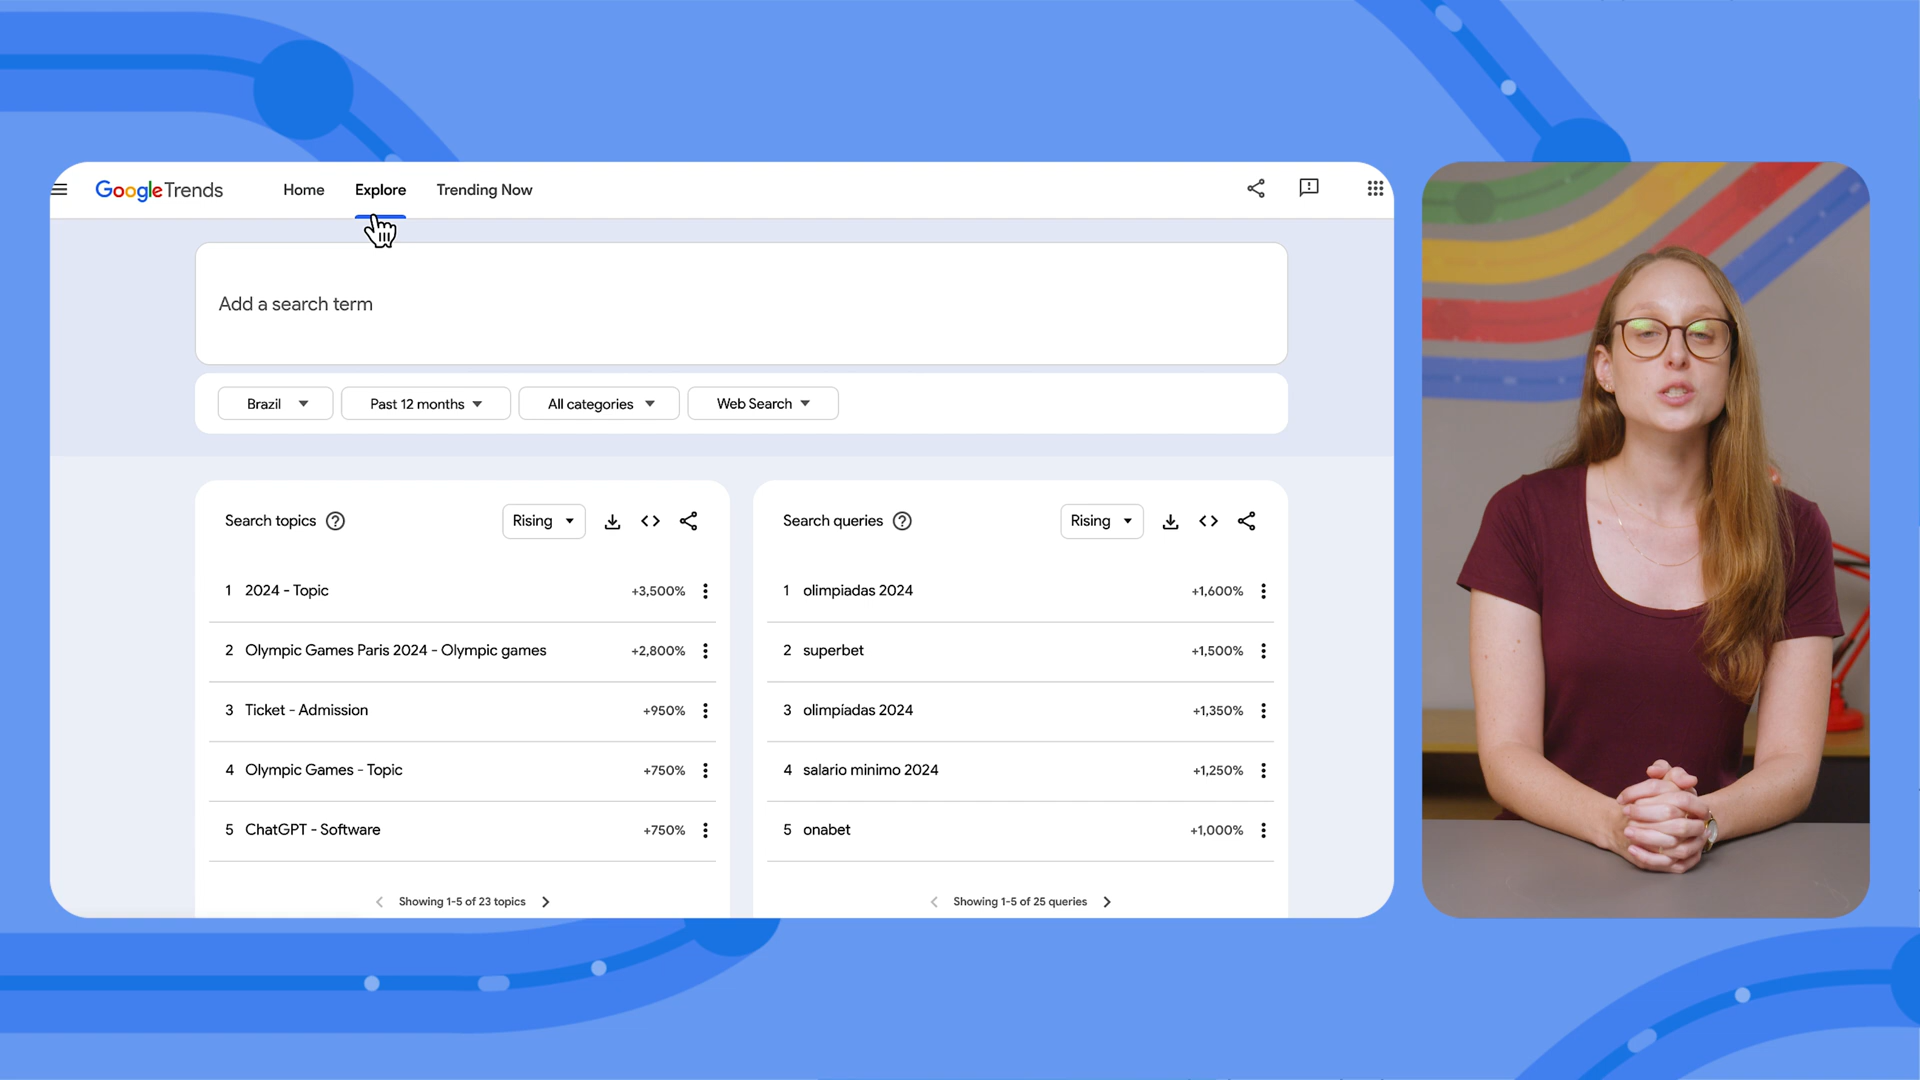 Google Trends Home Explore Trending Now
Add a search term
Brazil Past 12 months All categories Web Search
Search topics Rising
1 2024 - Topic +3,500%
2 Olympic Games Paris 2024 - Olympic games +2,800%
3 Ticket - Admission +950%
4 Olympic Games - Topic +750%
5 ChatGPT - Software +750%
Showing 1-5 of 23 topics
Search queries Rising
1 olimpiadas 2024 +1,600%
2 superbet +1,500%
3 olimpíadas 2024 +1,350%
4 salario minimo 2024 +1,250%
5 onabet +1,000%
Showing 1-5 of 25 queries